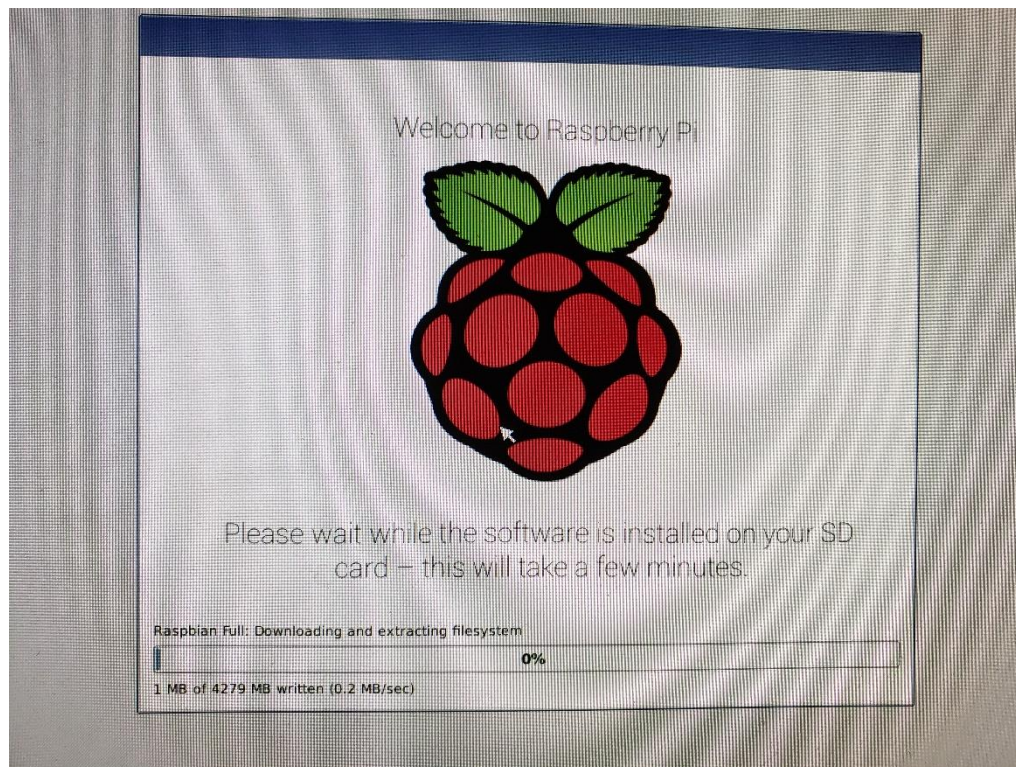 Welcome to Raspberry Pi
Please wait while the software is installed on your SD
card – this will take a few minutes.
Raspbian Full: Downloading and extracting filesystem
0%
1 MB of 4279 MB written (0.2 MB/sec)